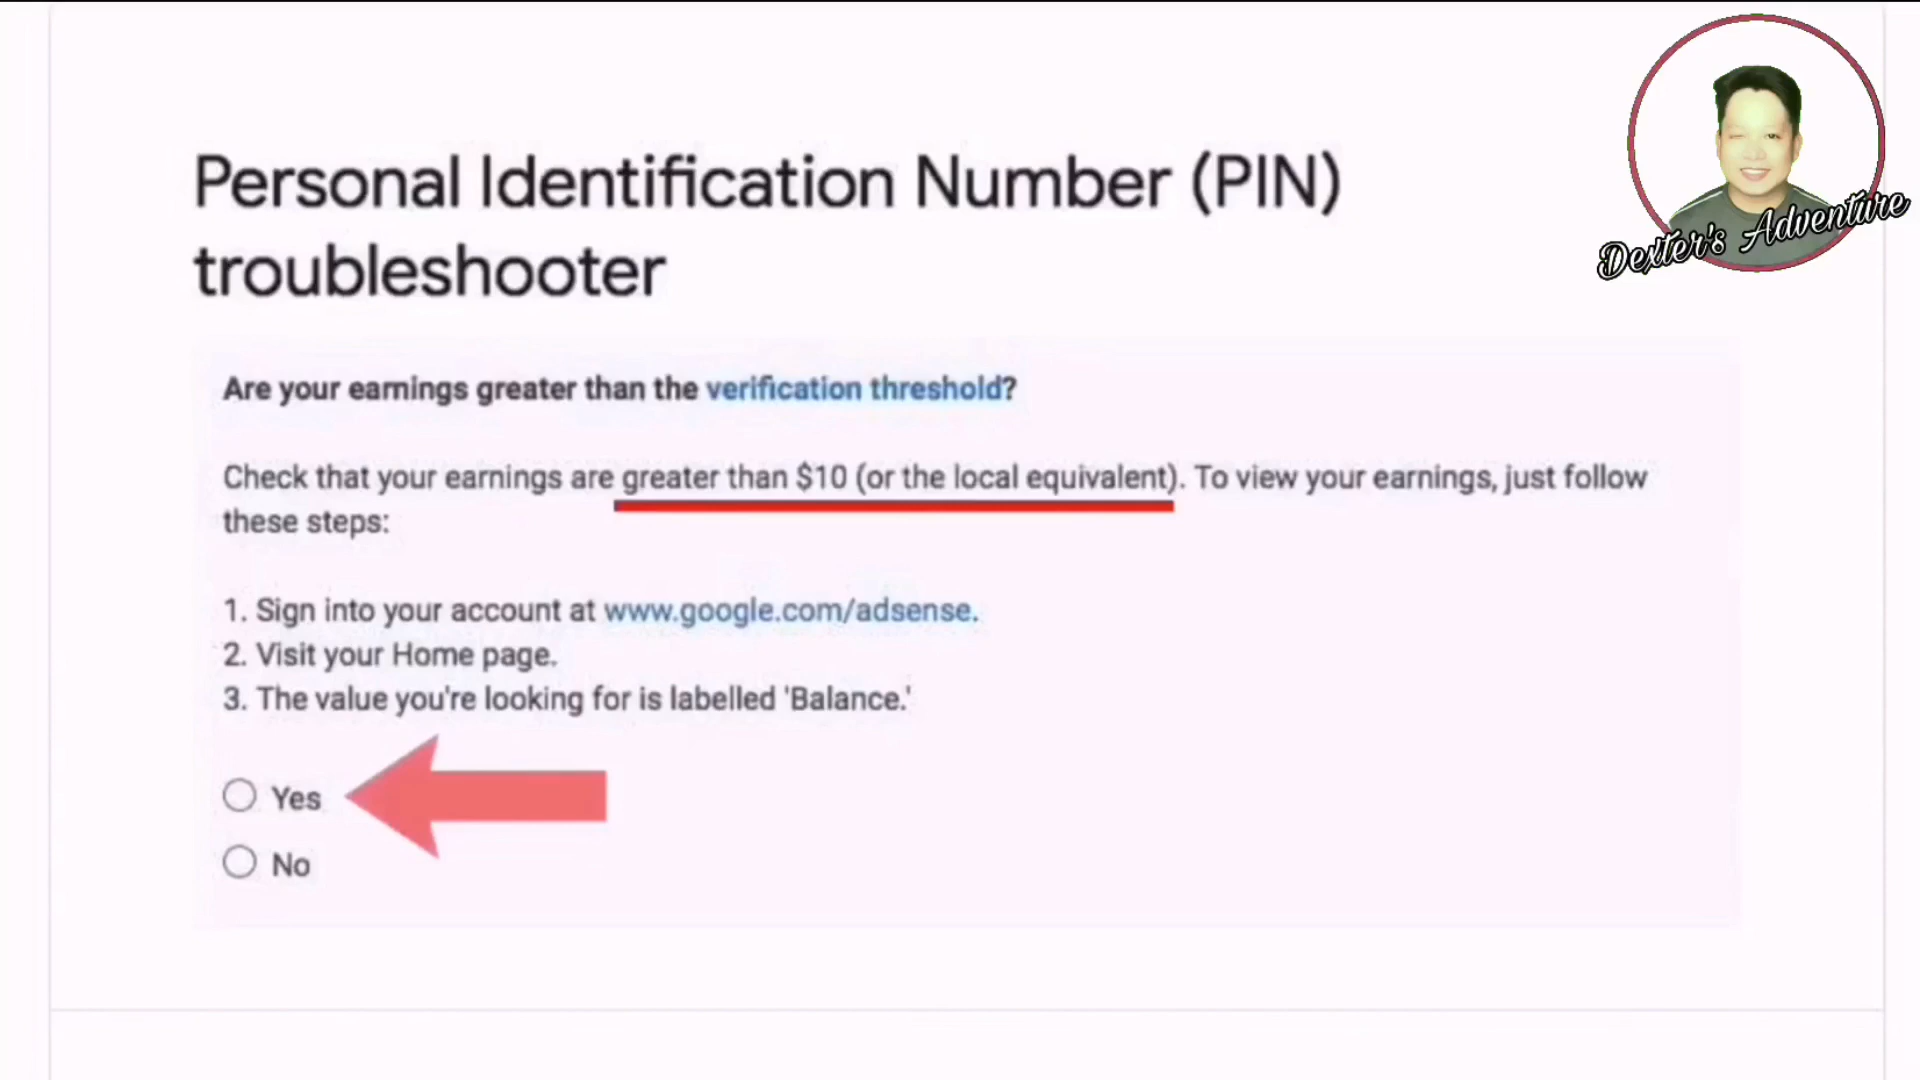 Personal Identification Number (PIN)
troubleshooter
Dexter's Adventure
Are your earnings greater than the verification threshold?
Check that your earnings are greater than $10 (or the local equivalent). To view your earnings, just follow
these steps:
1. Sign into your account at www.google.com/adsense.
2. Visit your Home page.
3. The value you're looking for is labelled 'Balance.'
Yes
No